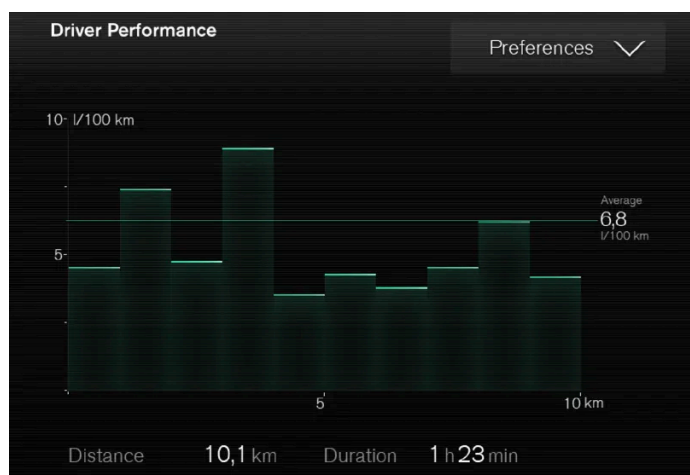 Driver Performance
Preferences
10- l/100 km
Average
6,8
l/100 km
5-
5
10 km
Distance 10,1 km Duration 1 h 23 min